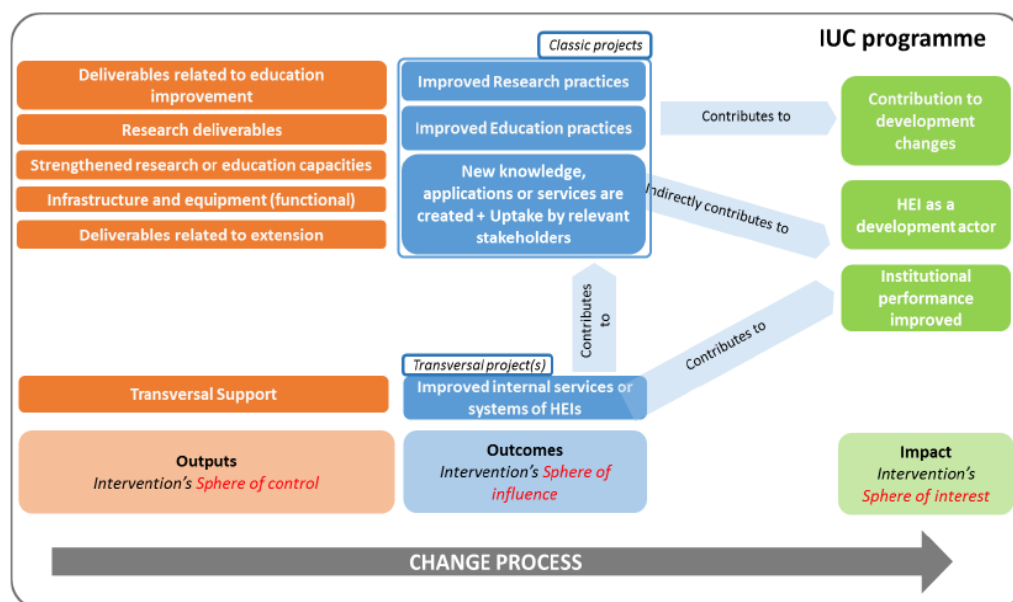 Classic projects
IUC programme
Deliverables related to education
improvement
Research deliverables
Strengthened research or education capacities
Infrastructure and equipment (functional)
Deliverables related to extension
Improved Research practices
Improved Education practices
New knowledge,
applications or services are
created + Uptake by relevant
stakeholders
Contributes to
Indirectly contributes to
Contribution to
development
changes
HEI as a
development actor
Institutional
performance
improved
Contributes
to
Contributes to
Transversal project(s)
Transversal Support
Improved internal services or
systems of HEIs
Outputs
Intervention's Sphere of control
Outcomes
Intervention's Sphere of
influence
Impact
Intervention's
Sphere of interest
CHANGE PROCESS